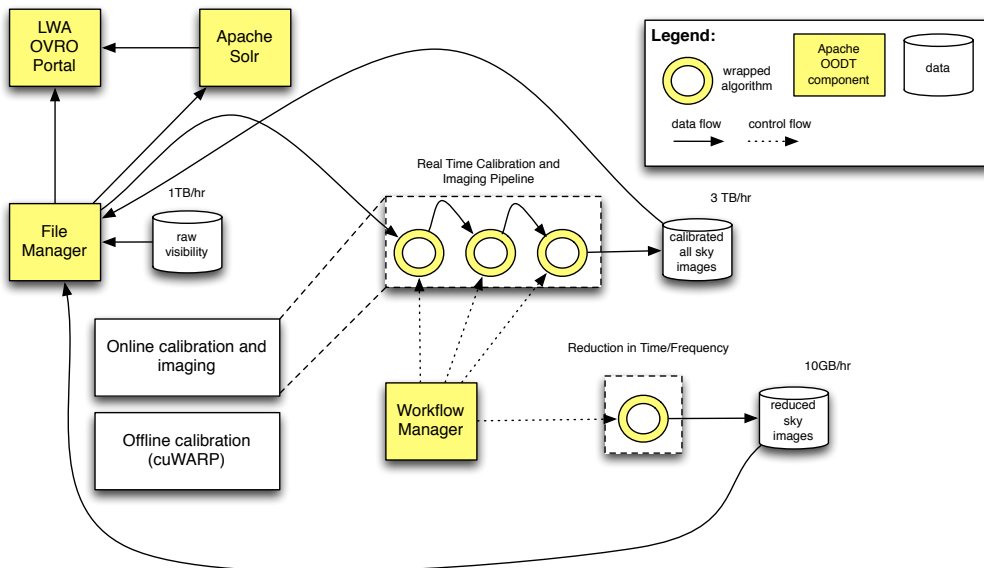 LWA
OVRO
Portal
Apache
Solr
Legend:
wrapped
algorithm
Apache
OODT
component
data
data flow
control flow
Real Time Calibration and
Imaging Pipeline
1TB/hr
3 TB/hr
File
Manager
raw
visibility
calibrated
all sky
images
Online calibration and
imaging
Reduction in Time/Frequency
10GB/hr
Workflow
Manager
reduced
sky
images
Offline calibration
(cuWARP)